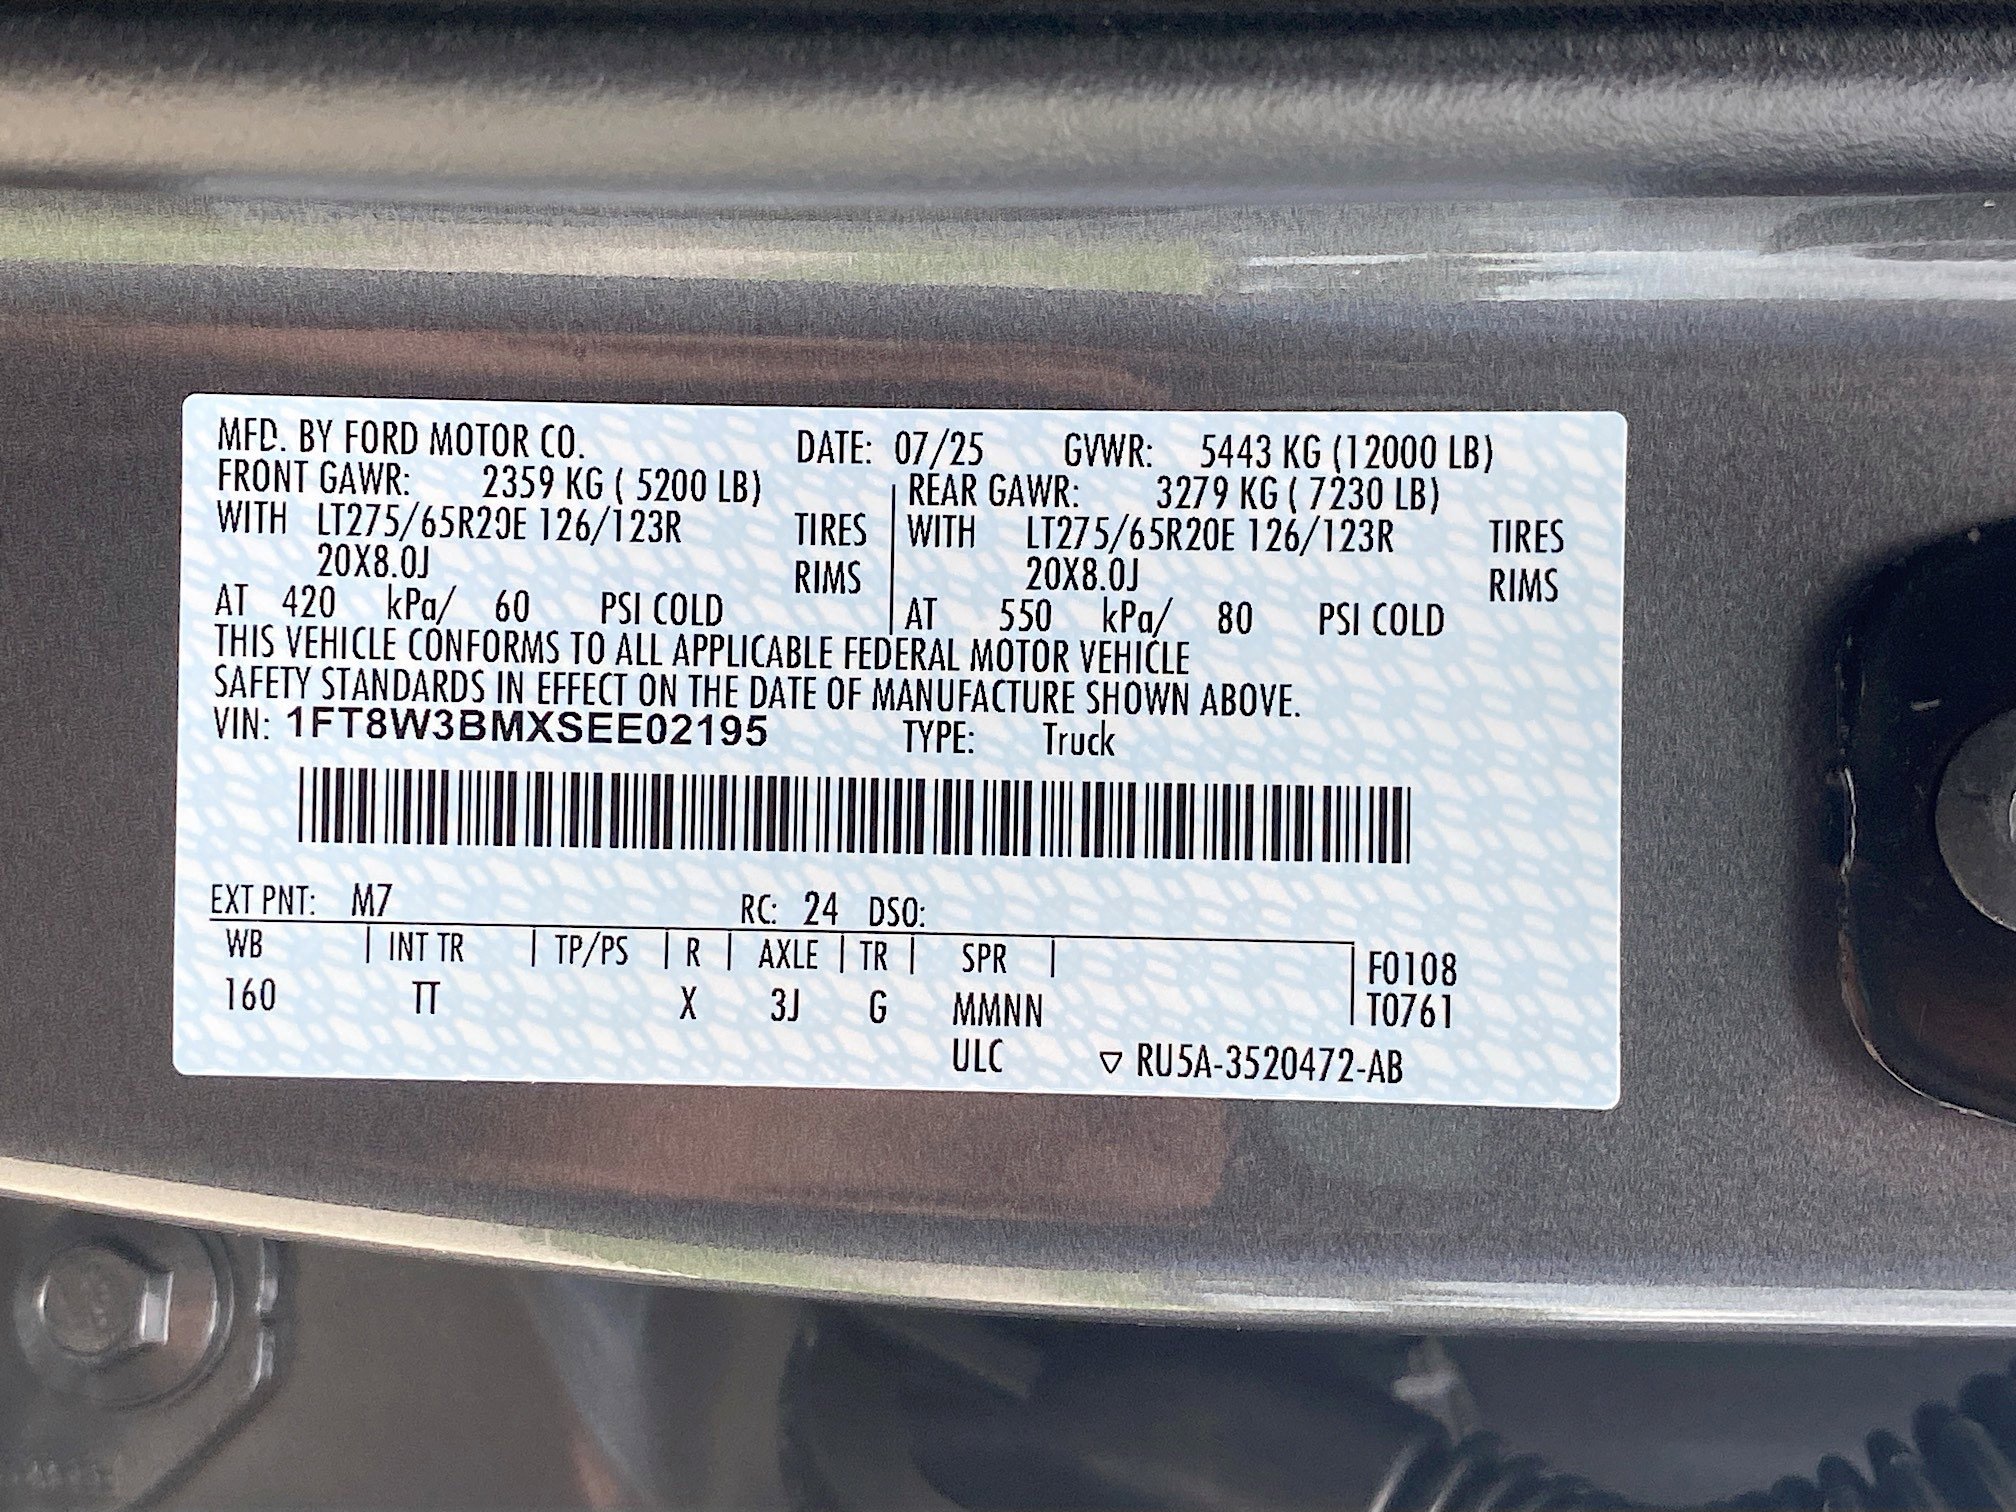 MFD. BY FORD MOTOR CO. DATE: 07/25 GVWR: 5443 KG (12000 LB)
FRONT GAWR: 2359 KG ( 5200 LB) REAR GAWR: 3279 KG ( 7230 LB)
WITH LT275/65R20E 126/123R TIRES WITH LT275/65R20E 126/123R TIRES
20X8.0J RIMS 20X8.0J RIMS
AT 420 kPa/ 60 PSI COLD AT 550 kPa/ 80 PSI COLD
THIS VEHICLE CONFORMS TO ALL APPLICABLE FEDERAL MOTOR VEHICLE
SAFETY STANDARDS IN EFFECT ON THE DATE OF MANUFACTURE SHOWN ABOVE.
VIN: 1FT8W3BMXSEE02195 TYPE: Truck
EXT PNT: M7 RC: 24 DSO:
WB INT TR TP/PS R AXLE TR SPR F0108
160 TT X 3J G MMNN T0761
ULC ▽ RU5A-3520472-AB